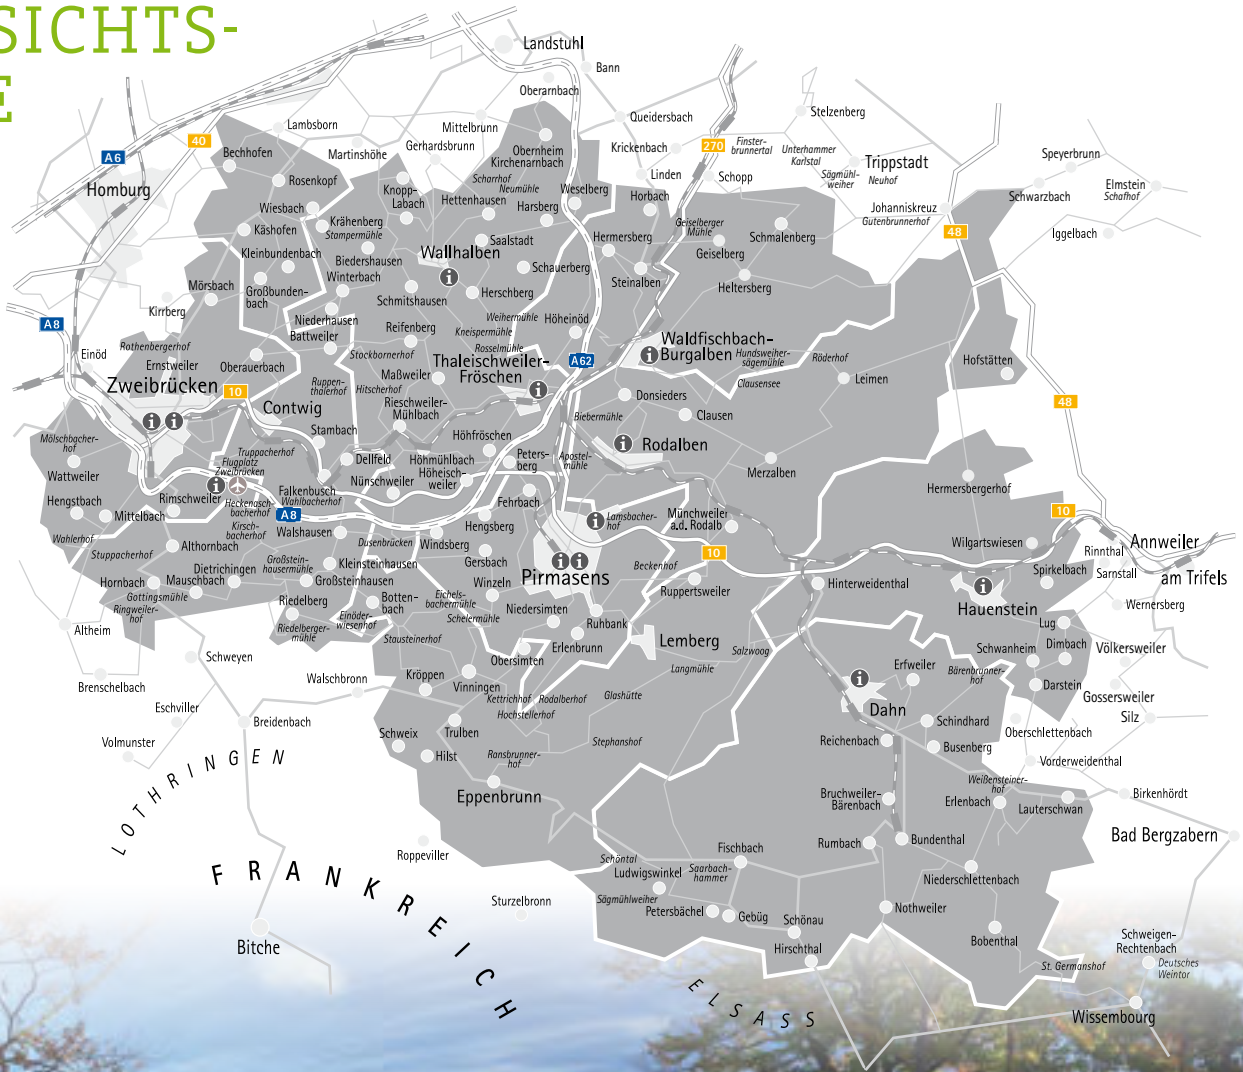 SICHTS-
E
Landstuhl
Bann
Oberarnbach
Queidersbach
Stelzenberg
Lambsborn
Mittelbrunn
Krickenbach
270
Finster-
brunnertal
Unterhammer
Karlstal
Trippstadt
Speyerbrunn
40
A6
Bechhofen
Martinshöhe
Gerhardsbrunn
Obernheim
Kirchenarnbach
Linden
Schopp
Sägmühl-
weiher
Neuhof
Schwarzbach
Elmstein
Schafhof
Homburg
Rosenkopf
Knopp-
Labach
Scharrhof
Neumühle
Hettenhausen
Weselberg
Harsberg
Horbach
Johanniskreuz
Gutenbrunnerhof
48
Iggelbach
Wiesbach
Krähenberg
Stampermühle
Käshofen
Kleinbundenbach
Biedershausen
Wallhalben
Saalstadt
Hermersberg
Geiselberger
Mühle
Geiselberg
Schmalenberg
Winterbach
Schauerberg
Steinalben
Heltersberg
Mörsbach
Großbunden-
bach
Schmitshausen
Herschberg
Kirrberg
A8
Niederhausen
Battweiler
Reifenberg
Weihermühle
Kneispermühle
Rosselmühle
Höheinöd
Waldfischbach-
Burgalben
Hundsweiher-
sägemühle
Röderhof
Hofstätten
Rothenbergerhof
Einöd
Ernstweiler
Oberauerbach
Stockbornerhof
Thaleischweiler-
Fröschen
A62
Clausensee
Leimen
Zweibrücken
10
Maßweiler
Ruppen-
thalerhof
Hitscherhof
Rieschweiler-
Mühlbach
Donsieders
Clausen
48
Contwig
Biebermühle
Mölschbacher-
hof
Stambach
Höhfröschen
Rodalben
Truppacherhof
Wattweiler
Flugplatz
Zweibrücken
Dellfeld
Höhmühlbach
Höheisch-
weiler
Peters-
berg
Apostel-
mühle
Merzalben
Hermersbergerhof
Nünschweiler
Falkenbusch
Wahlbacherhof
Hengstbach
Rimschweiler
Heckenasch-
bacherhof
A8
Fehrbach
Lamsbacher-
hof
Münchweiler
a.d. Rodalb
10
Mittelbach
Kirsch-
bacherhof
Walshausen
Hengsberg
Annweiler
am Trifels
Wahlerhof
Stuppacherhof
Althornbach
Dusenbrücken
Windsberg
10
Wilgartswiesen
Rinnthal
Sarnstall
Großstein-
hausermühle
Kleinsteinhausen
Gersbach
Beckenhof
Dietrichingen
Großsteinhausen
Pirmasens
Hinterweidenthal
Spirkelbach
Hornbach
Mauschbach
Gottingsmühle
Winzeln
Ruppertsweiler
Hauenstein
Wernersberg
Ringweiler-
hof
Riedelberg
Botten-
bach
Eichels-
bachermühle
Schelermühle
Niedersimten
Ruhbank
Lug
Altheim
Riedelberger-
mühle
Einöder-
wiesenhof
Stausteinerhof
Erlenbrunn
Lemberg
Salzwoog
Schwanheim
Dimbach
Völkersweiler
Schweyen
Obersimten
Langmühle
Erfweiler
Bärenbrunner-
hof
Brenschelbach
Walschbronn
Kröppen
Vinningen
Darstein
Gossersweiler
Kettrichhof
Rodalberhof
Glashütte
Dahn
Silz
Eschviller
Breidenbach
Hochstellerhof
Schindhard
Oberschlettenbach
Trulben
Schweix
Stephanshof
Reichenbach
Busenberg
Volmunster
Hilst
Ransbrunner-
hof
Vorderweidenthal
LOTHRINGEN
Weißensteiner-
hof
Eppenbrunn
Bruchweiler-
Bärenbach
Erlenbach
Lauterschwan
Birkenhördt
Bundenthal
Rumbach
Bad Bergzabern
Roppeviller
Fischbach
Schöntal
Ludwigswinkel
Saarbach-
hammer
FRANKREICH
Niederschlettenbach
Sturzelbronn
Sägmühlweiher
Petersbächel
Gebüg
Schönau
Nothweiler
Bitche
Hirschthal
Bobenthal
Schweigen-
Rechtenbach
Deutsches
Weintor
St. Germanshof
ELSASS
Wissembourg